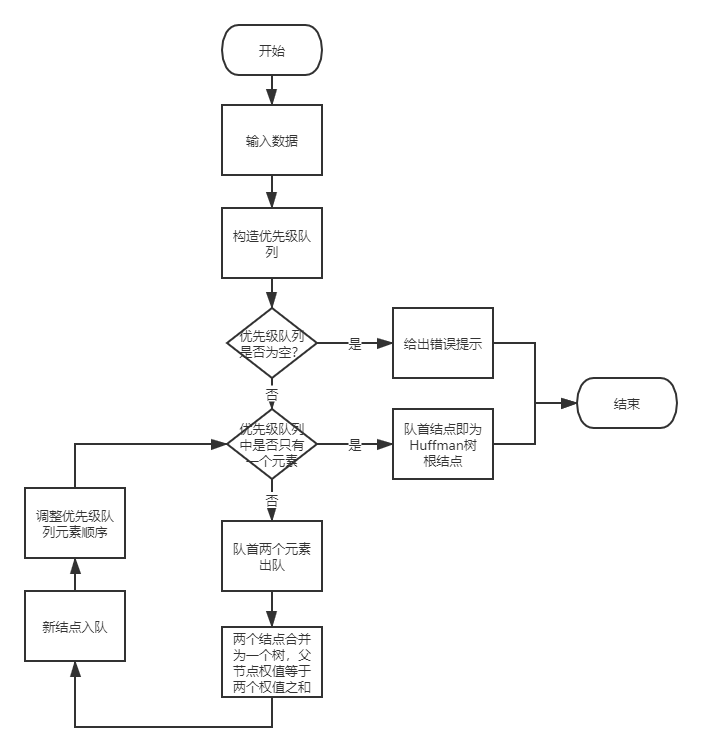 开始
输入数据
构造优先级队
列
优先级队列
是否为空?
是
给出错误提示
结束
否
优先级队列
中是否只有
一个元素
是
队首结点即为
Huffman树
根结点
否
队首两个元素
出队
两个结点合并
为一个树，父
节点权值等于
两个权值之和
新结点入队
调整优先级队
列元素顺序